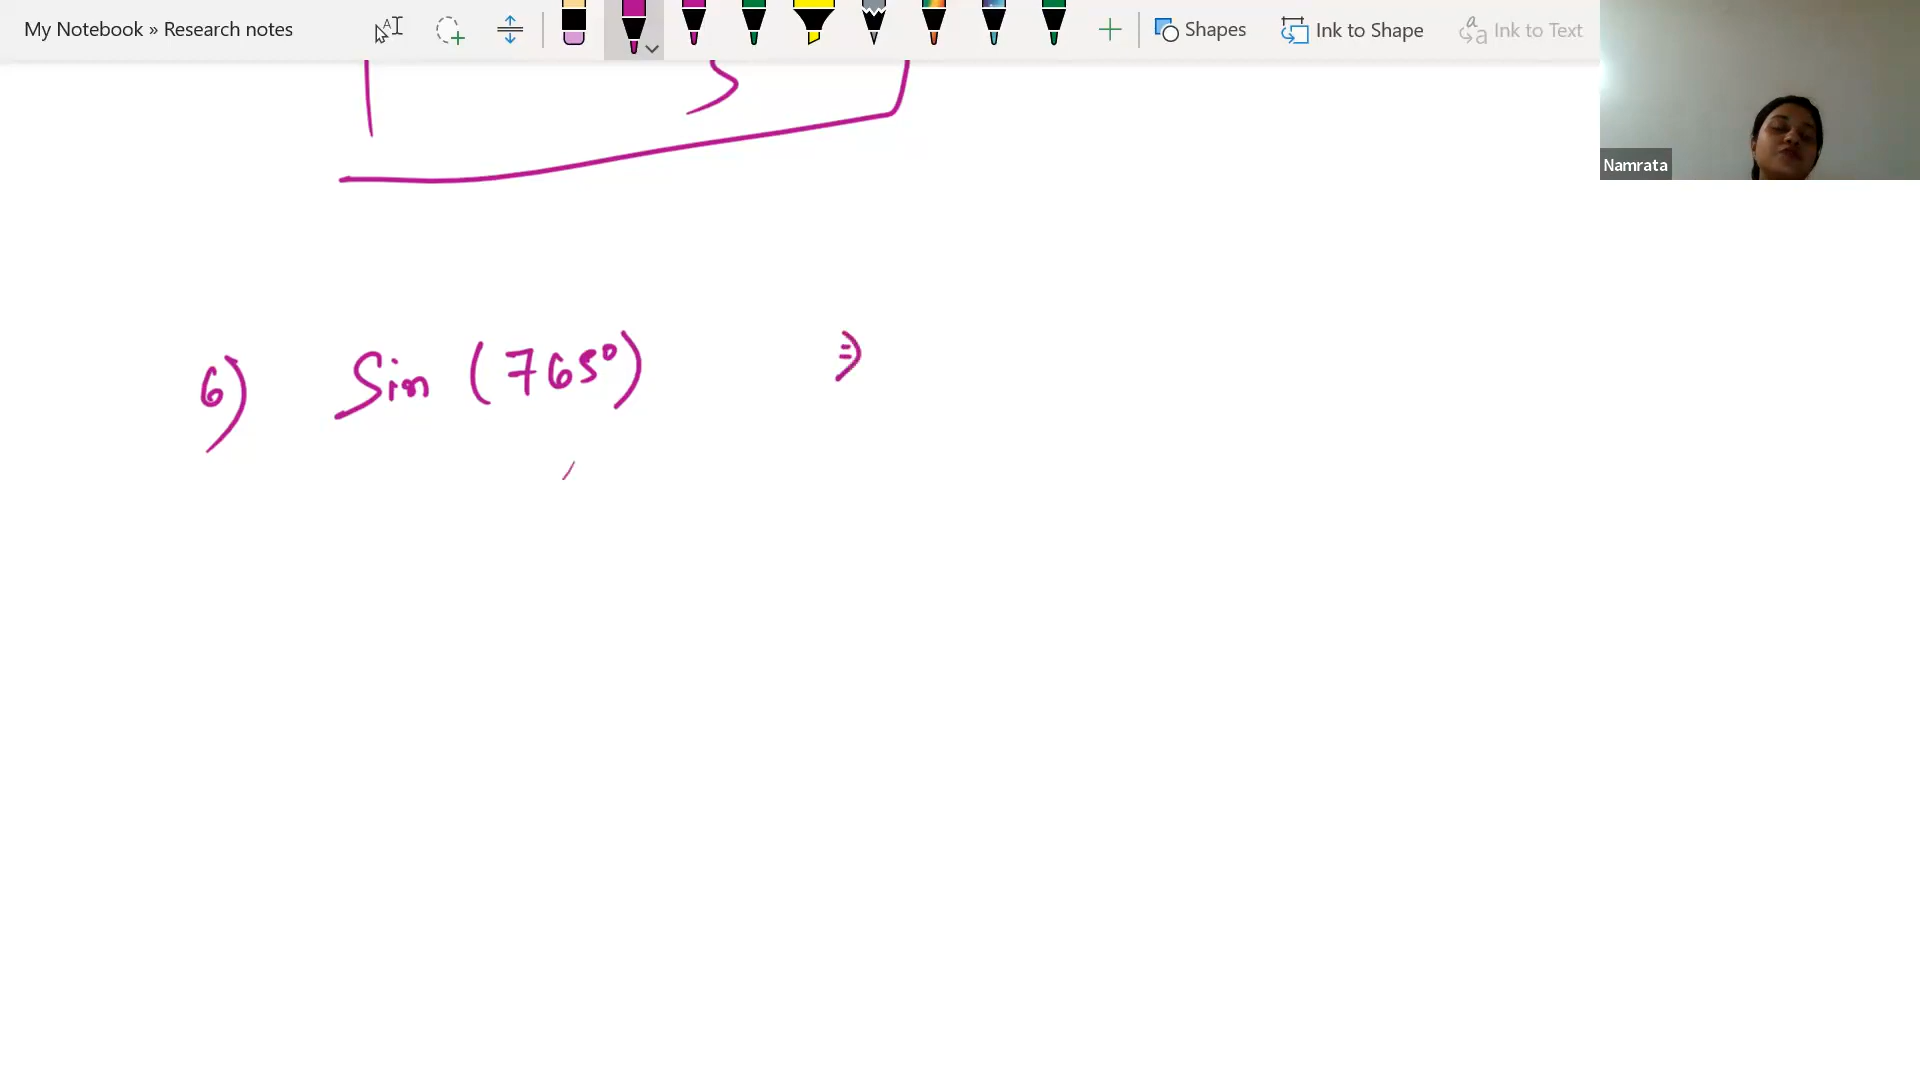 My Notebook » Research notes
Shapes
Ink to Shape
Ink to Text
Namrata
6) Sin (765°) ⇒